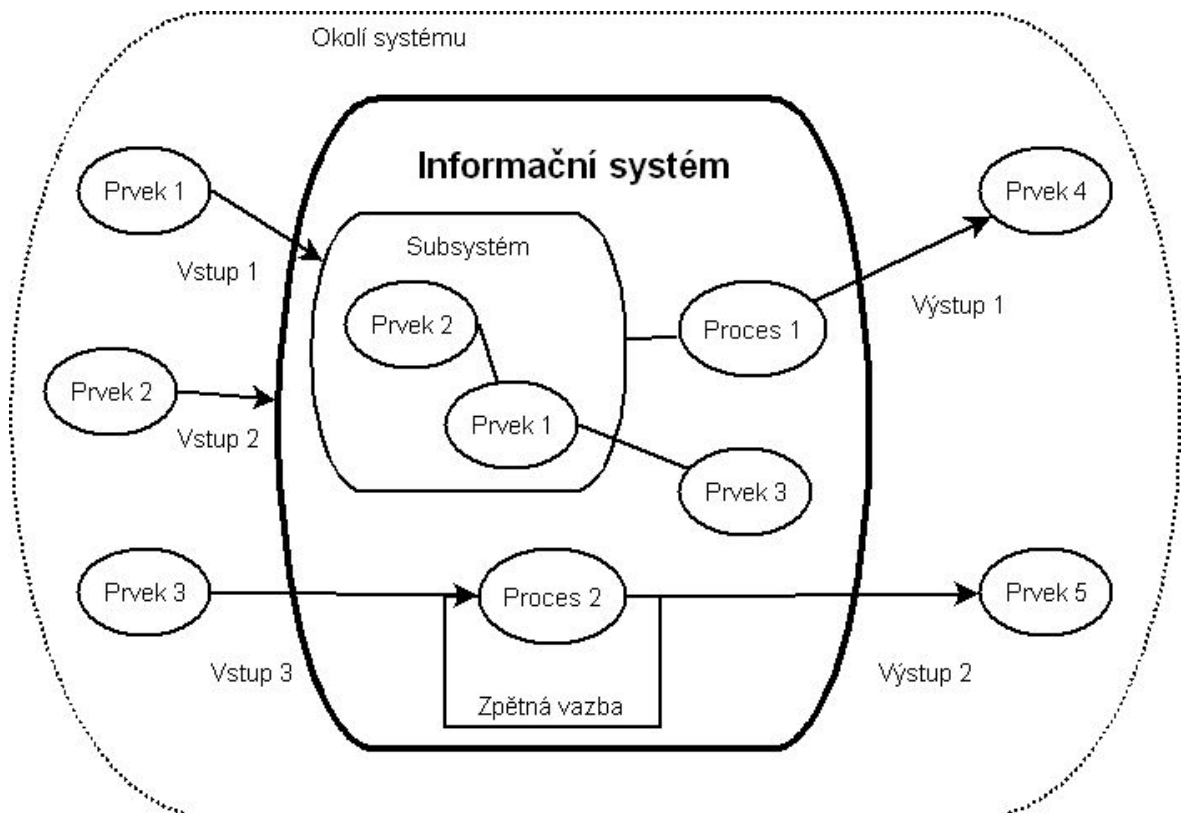 Okolí systému
Informační systém
Prvek 1
Prvek 4
Subsystém
Vstup 1
Prvek 2
Proces 1
Výstup 1
Prvek 2
Vstup 2
Prvek 1
Prvek 3
Prvek 3
Proces 2
Prvek 5
Vstup 3
Výstup 2
Zpětná vazba